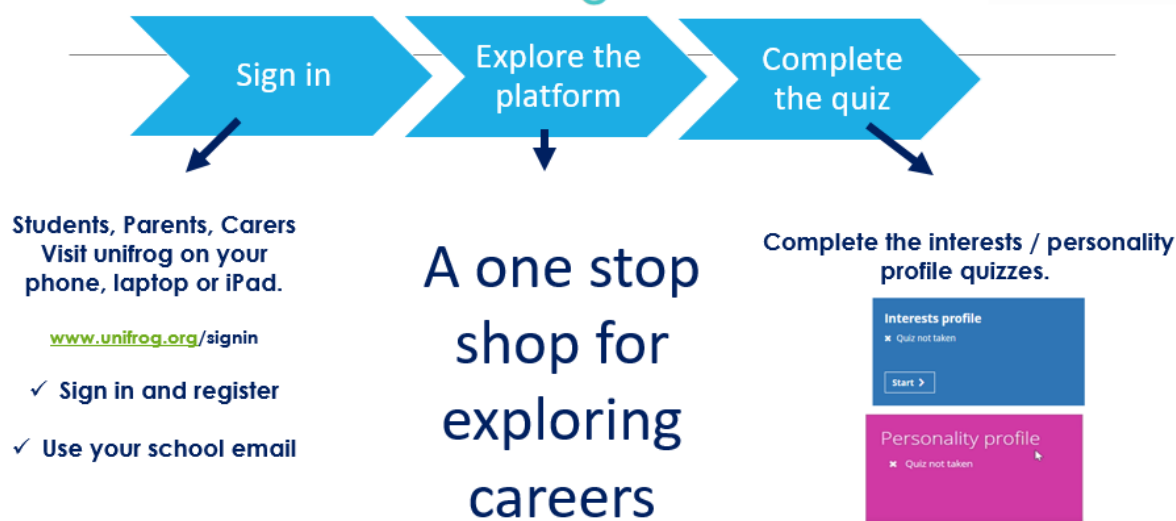 Sign in
Explore the
platform
Complete
the quiz
Students, Parents, Carers
Visit unifrog on your
phone, laptop or iPad.
www.unifrog.org/signin
✓ Sign in and register
✓ Use your school email
A one stop
shop for
exploring
careers
Complete the interests / personality
profile quizzes.
Interests profile
✖ Quiz not taken
Start >
Personality profile
✖ Quiz not taken